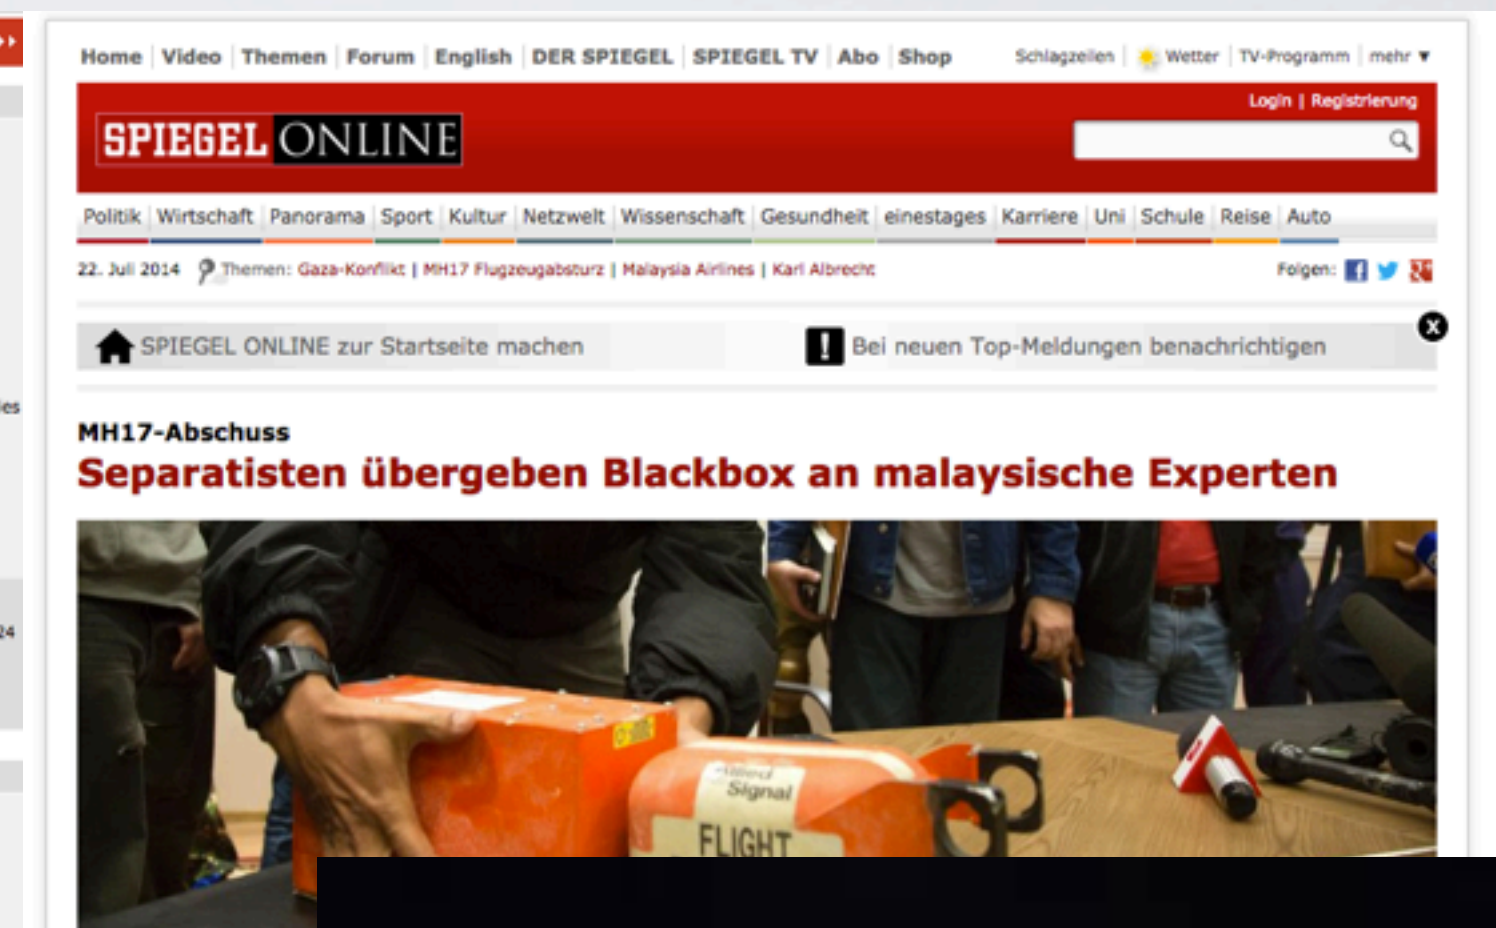 Home Video Themen Forum English DER SPIEGEL SPIEGEL TV Abo Shop Schlagzeilen Wetter TV-Programm mehr ▼
Login | Registrierung
SPIEGEL ONLINE
Politik Wirtschaft Panorama Sport Kultur Netzwelt Wissenschaft Gesundheit einestages Karriere Uni Schule Reise Auto
22. Juli 2014 Themen: Gaza-Konflikt | MH17 Flugzeugabsturz | Malaysia Airlines | Karl Albrecht Folgen:
SPIEGEL ONLINE zur Startseite machen ! Bei neuen Top-Meldungen benachrichtigen X
MH17-Abschuss
Separatisten übergeben Blackbox an malaysische Experten
Allied
Signal
FLIGHT
24